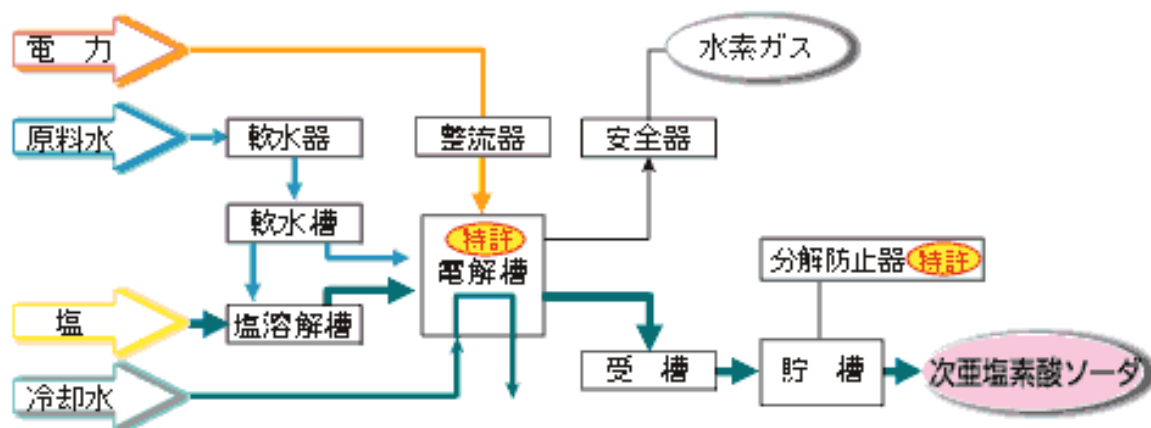 電 力
水素ガス
原料水
軟水器
整流器
安全器
軟水槽
特許
電解槽
分解防止器 特許
塩
塩溶解槽
受 槽
貯 槽
次亜塩素酸ソーダ
冷却水